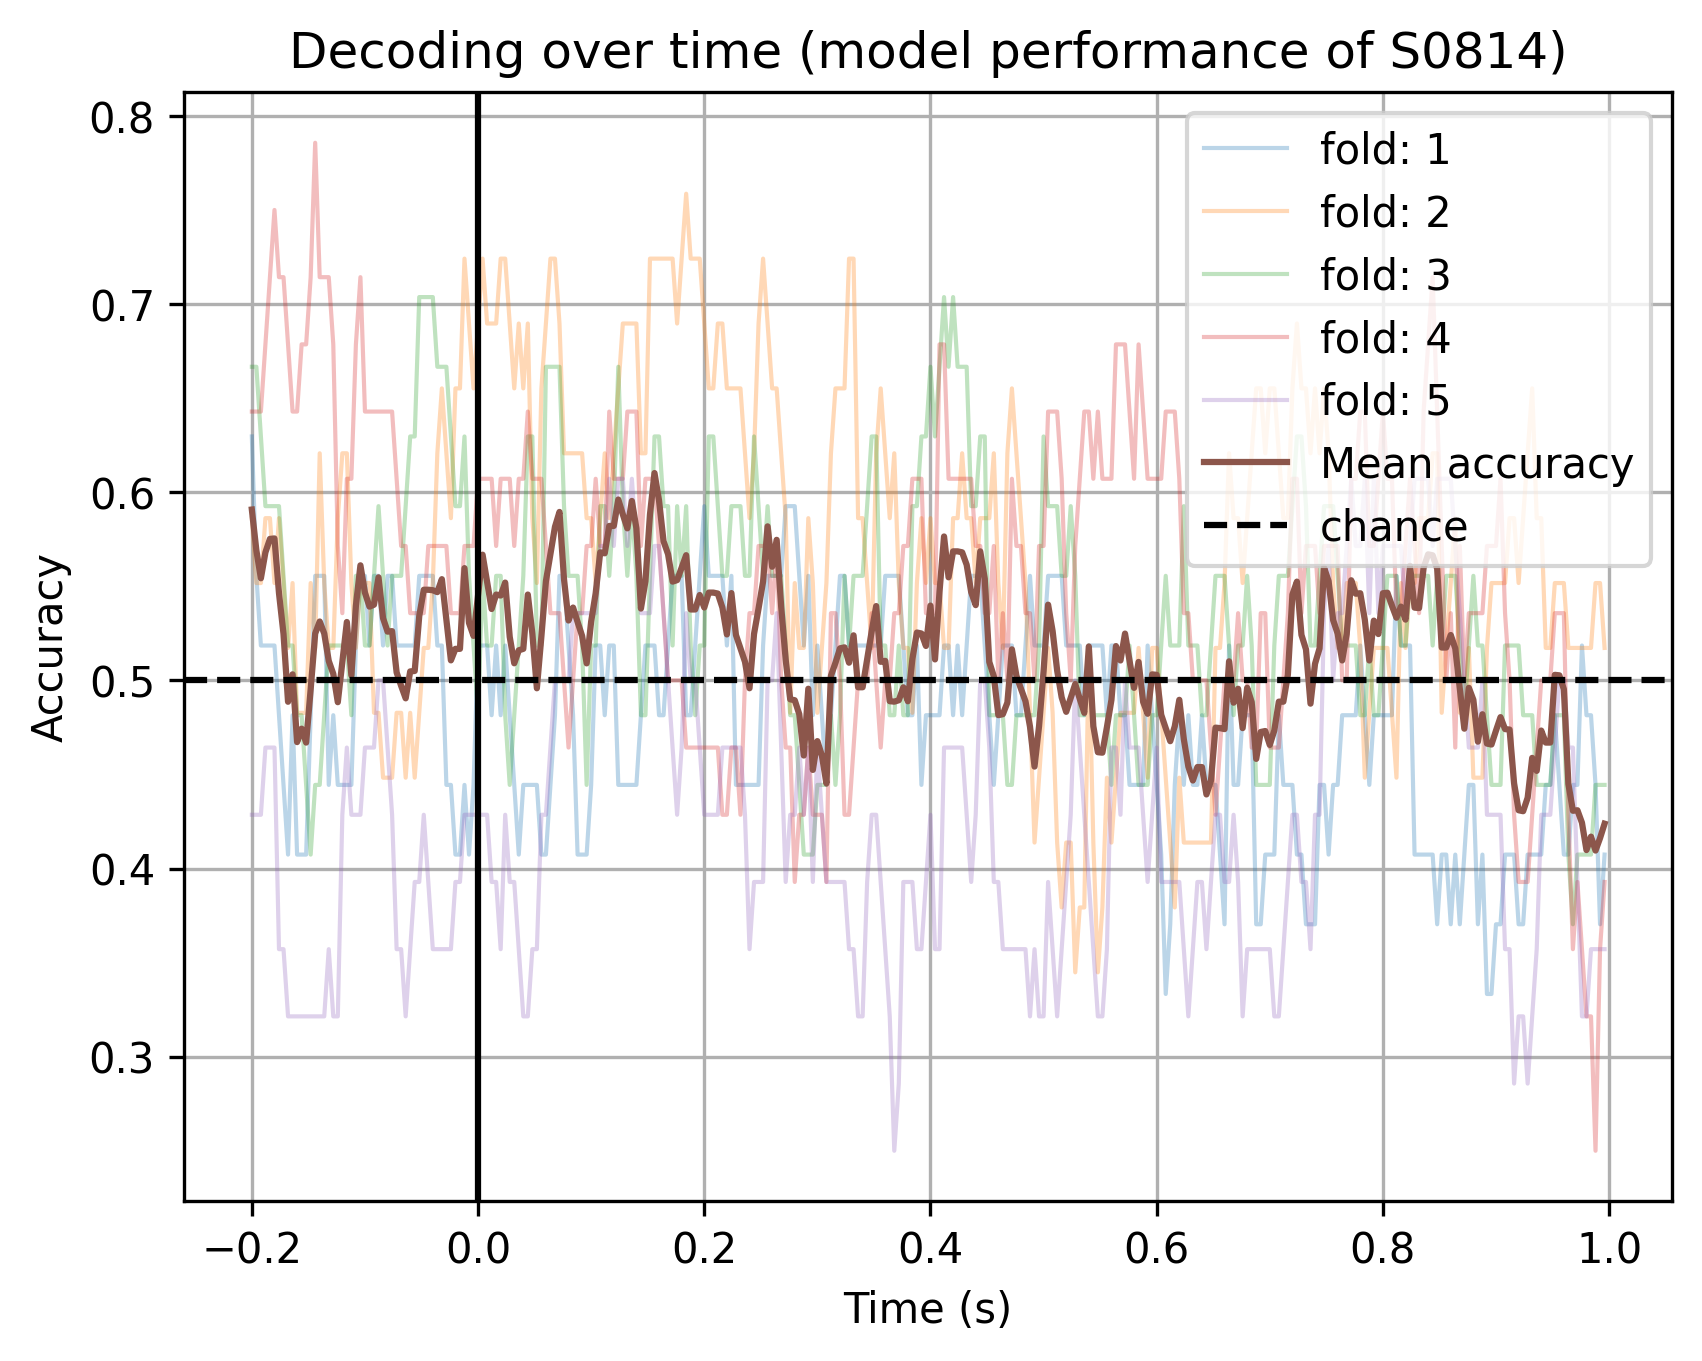 Decoding over time (model performance of S0814)
0.8
0.7
0.6
0.5
0.4
0.3
Accuracy
fold: 1
fold: 2
fold: 3
fold: 4
fold: 5
Mean accuracy
chance
−0.2 0.0 0.2 0.4 0.6 0.8 1.0
Time (s)